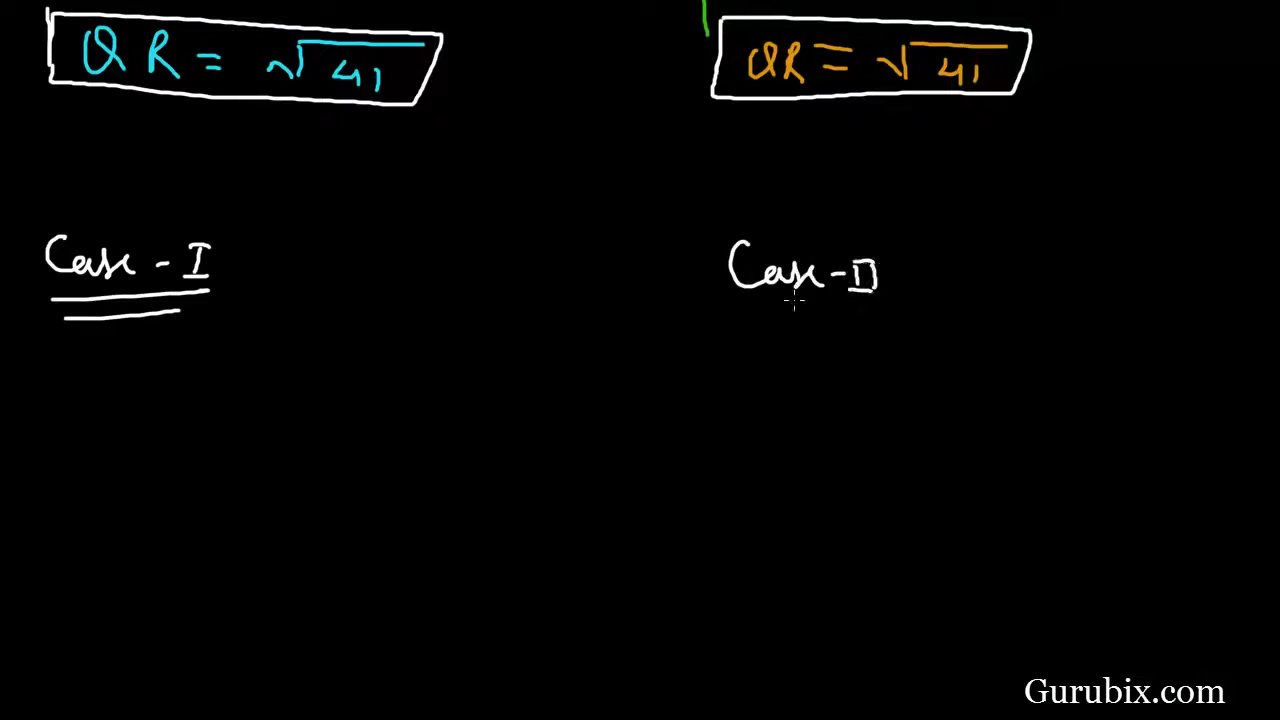 QR = √41
QR = √41
Case - I
Case - II
Gurubix.com